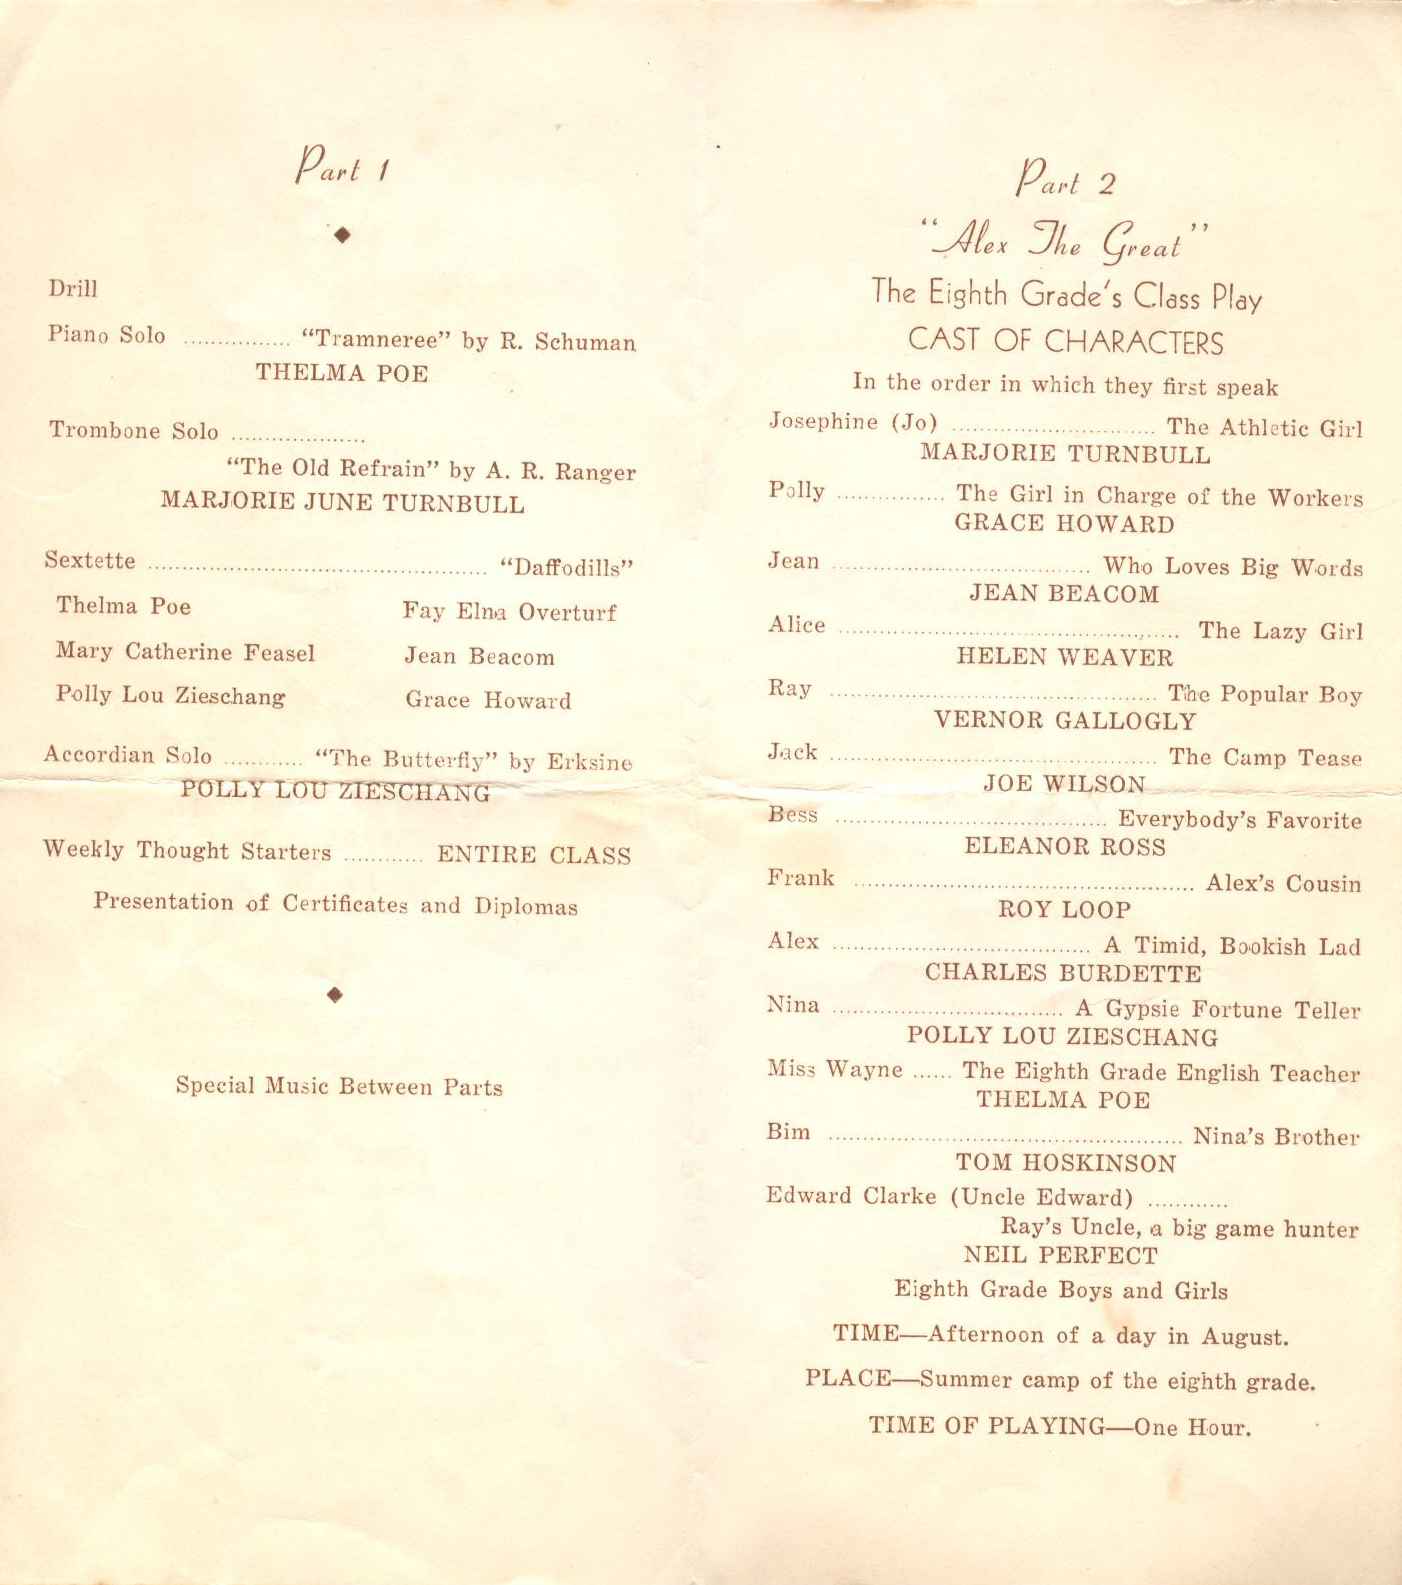 Part 1
Drill
Piano Solo ................ “Tramneree” by R. Schuman
THELMA POE
Trombone Solo ....................
“The Old Refrain” by A. R. Ranger
MARJORIE JUNE TURNBULL
Sextette .................................................. “Daffodills”
Thelma Poe Fay Elna Overturf
Mary Catherine Feasel Jean Beacom
Polly Lou Zieschang Grace Howard
Accordian Solo ............ “The Butterfly” by Erksine
POLLY LOU ZIESCHANG
Weekly Thought Starters ............ ENTIRE CLASS
Presentation of Certificates and Diplomas
Special Music Between Parts
Part 2
“Alex The Great”
The Eighth Grade's Class Play
CAST OF CHARACTERS
In the order in which they first speak
Josephine (Jo) .............................. The Athletic Girl
MARJORIE TURNBULL
Polly ................ The Girl in Charge of the Workers
GRACE HOWARD
Jean ...................................... Who Loves Big Words
JEAN BEACOM
Alice .................................................. The Lazy Girl
HELEN WEAVER
Ray ................................................ The Popular Boy
VERNOR GALLOGLY
Jack ................................................ The Camp Tease
JOE WILSON
Bess ........................................ Everybody's Favorite
ELEANOR ROSS
Frank .................................................. Alex's Cousin
ROY LOOP
Alex ...................................... A Timid, Bookish Lad
CHARLES BURDETTE
Nina .................................. A Gypsie Fortune Teller
POLLY LOU ZIESCHANG
Miss Wayne ...... The Eighth Grade English Teacher
THELMA POE
Bim .................................................... Nina's Brother
TOM HOSKINSON
Edward Clarke (Uncle Edward) ............
Ray's Uncle, a big game hunter
NEIL PERFECT
Eighth Grade Boys and Girls
TIME—Afternoon of a day in August.
PLACE—Summer camp of the eighth grade.
TIME OF PLAYING—One Hour.